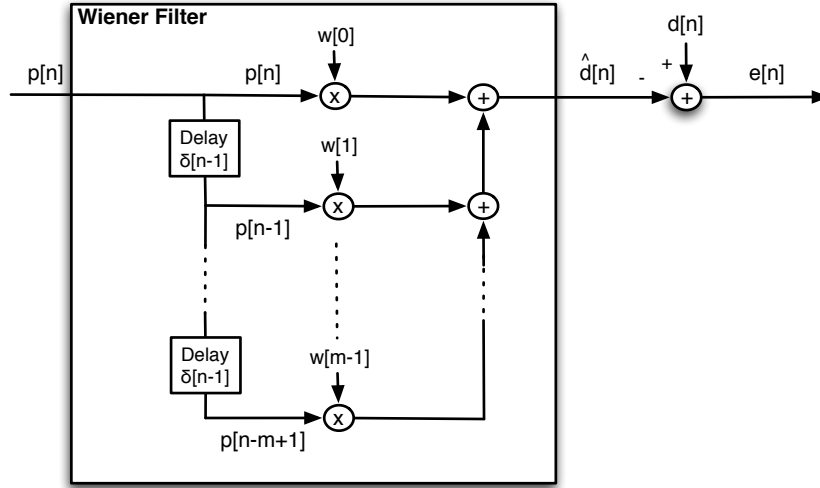 Wiener Filter
w[0]
d[n]
p[n]
p[n]
x
+
^
d[n]
-
+
+
e[n]
Delay
δ[n-1]
w[1]
x
+
p[n-1]
Delay
δ[n-1]
w[m-1]
x
p[n-m+1]